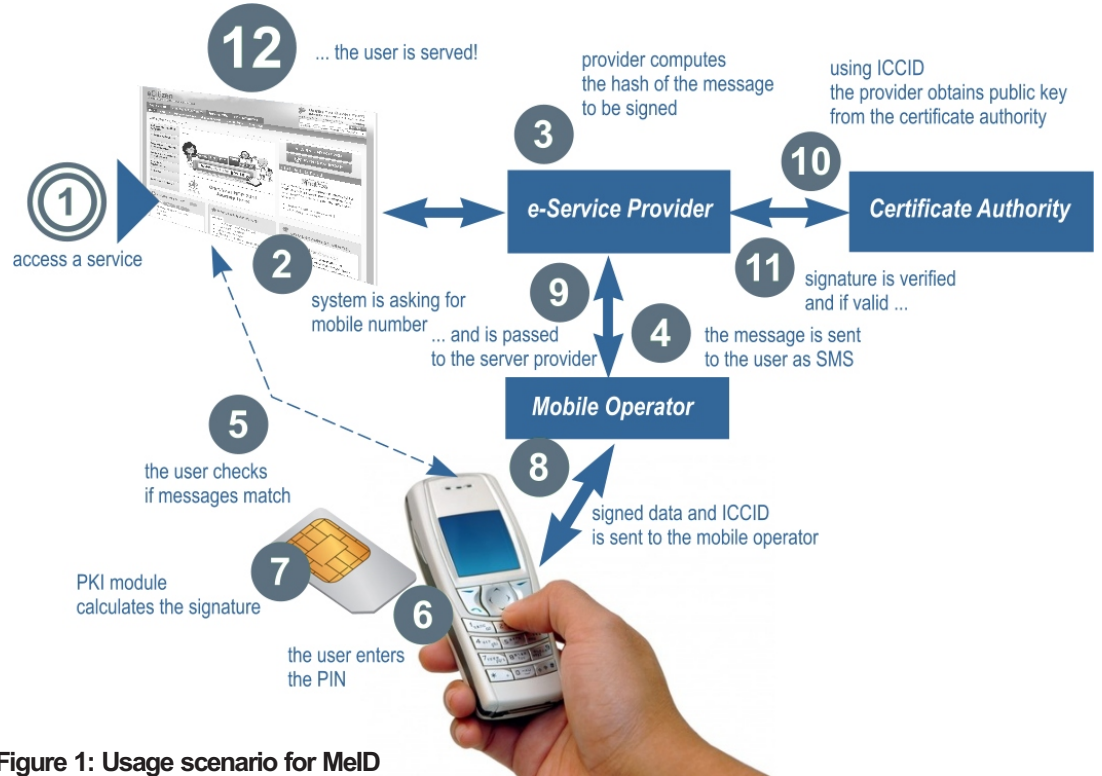 12
... the user is served!
provider computes
the hash of the message
to be signed
using ICCID
the provider obtains public key
from the certificate authority
3
10
1
e-Service Provider
Certificate Authority
access a service
2
11
signature is verified
and if valid ...
system is asking for
mobile number
9
... and is passed
to the server provider
4
the message is sent
to the user as SMS
Mobile Operator
5
the user checks
if messages match
8
signed data and ICCID
is sent to the mobile operator
7
PKI module
calculates the signature
6
the user enters
the PIN
Figure 1: Usage scenario for MeID